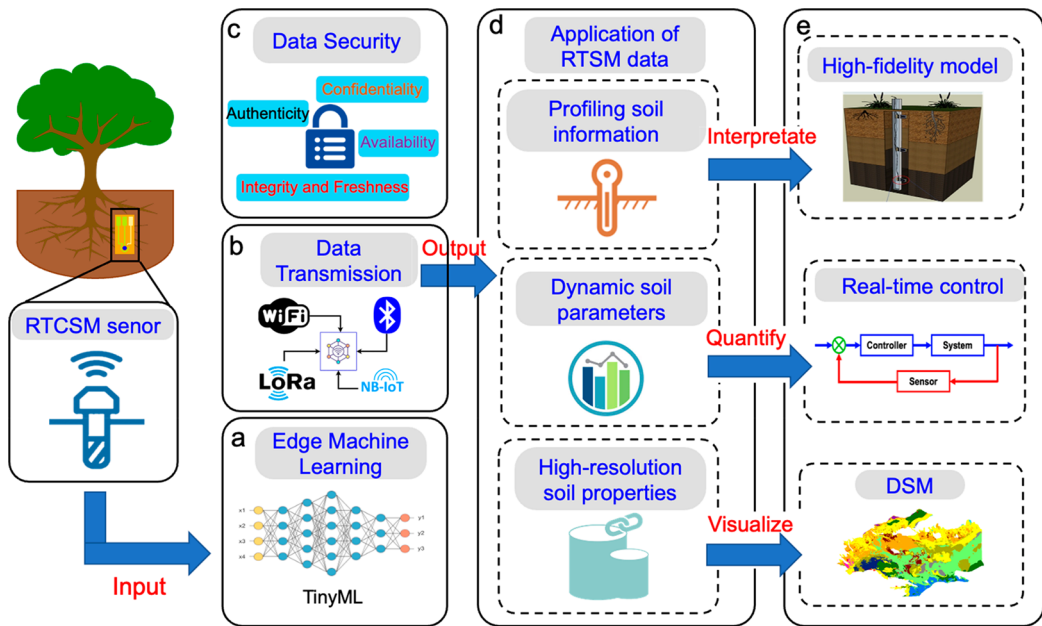 RTCSM senor
Input
c
Data Security
Confidentiality
Authenticity
Availability
Integrity and Freshness
b
Data
Transmission
WiFi
LoRa
NB-IoT
Output
a
Edge Machine
Learning
x1
x2
x3
x4
y1
y2
y3
TinyML
d
Application of
RTSM data
Profiling soil
information
Dynamic soil
parameters
High-resolution
soil properties
Interpretate
Quantify
Visualize
e
High-fidelity model
Real-time control
Controller
System
Sensor
DSM